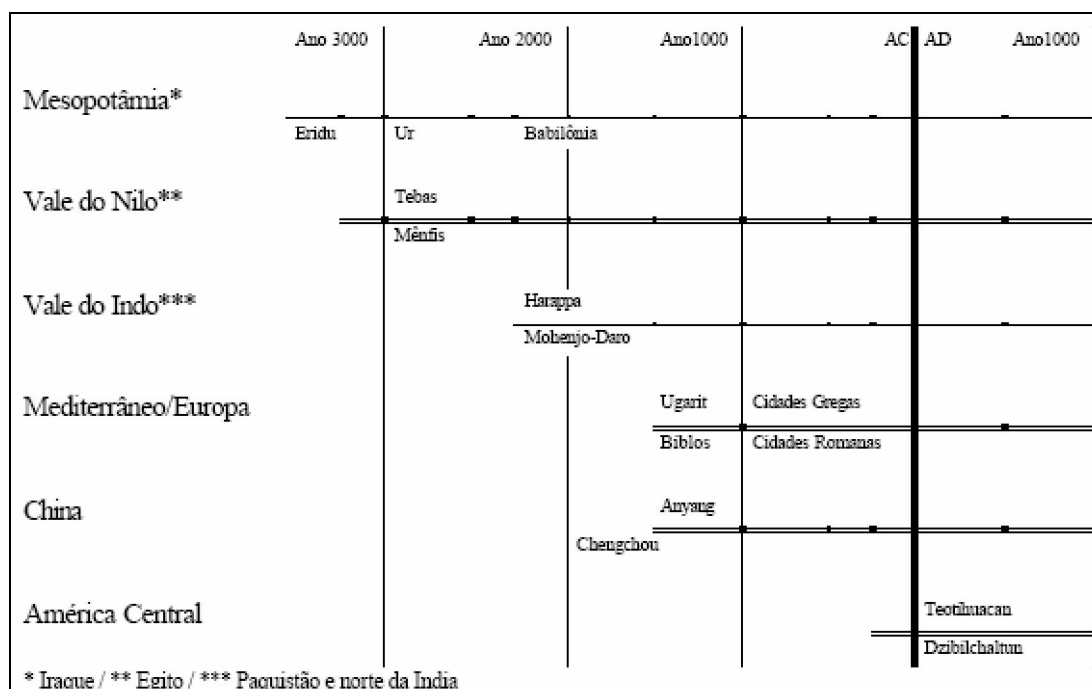 Ano 3000 Ano 2000 Ano1000 AC AD Ano1000
Mesopotâmia*
Eridu Ur Babilônia
Tebas
Vale do Nilo**
Mênfis
Harappa
Vale do Indo***
Mohenjo-Daro
Ugarit Cidades Gregas
Mediterrâneo/Europa
Biblos Cidades Romanas
Anyang
China
Chengchou
Teotihuacan
América Central
Dzibilchaltun
* Iraque / ** Egito / *** Paquistão e norte da India